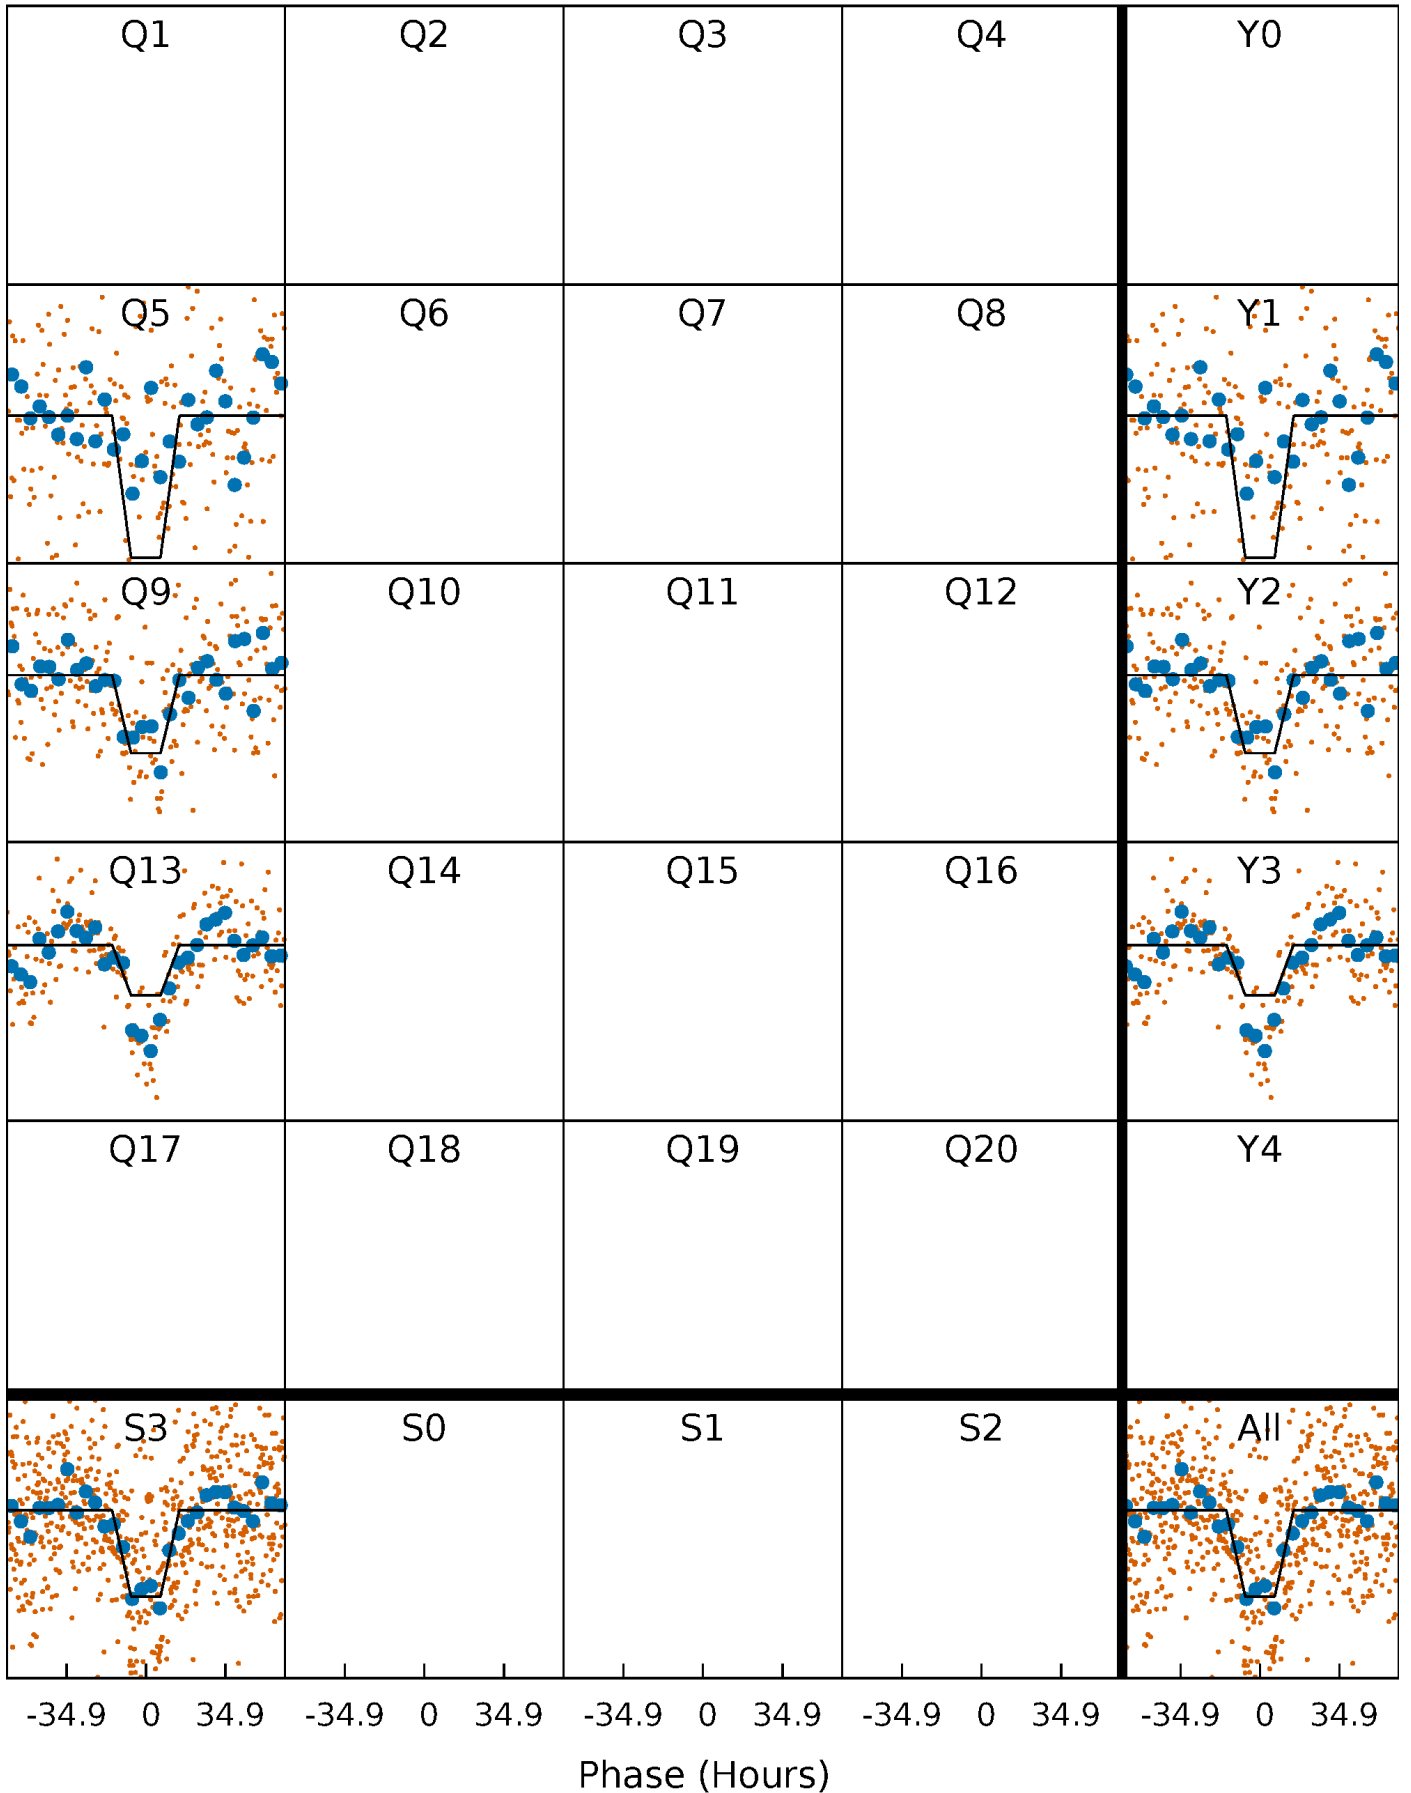 Q1 Q2 Q3 Q4 Y0
Q5 Q6 Q7 Q8 Y1
Q9 Q10 Q11 Q12 Y2
Q13 Q14 Q15 Q16 Y3
Q17 Q18 Q19 Q20 Y4
S3 S0 S1 S2 All
-34.9 0 34.9 -34.9 0 34.9 -34.9 0 34.9 -34.9 0 34.9 -34.9 0 34.9
Phase (Hours)